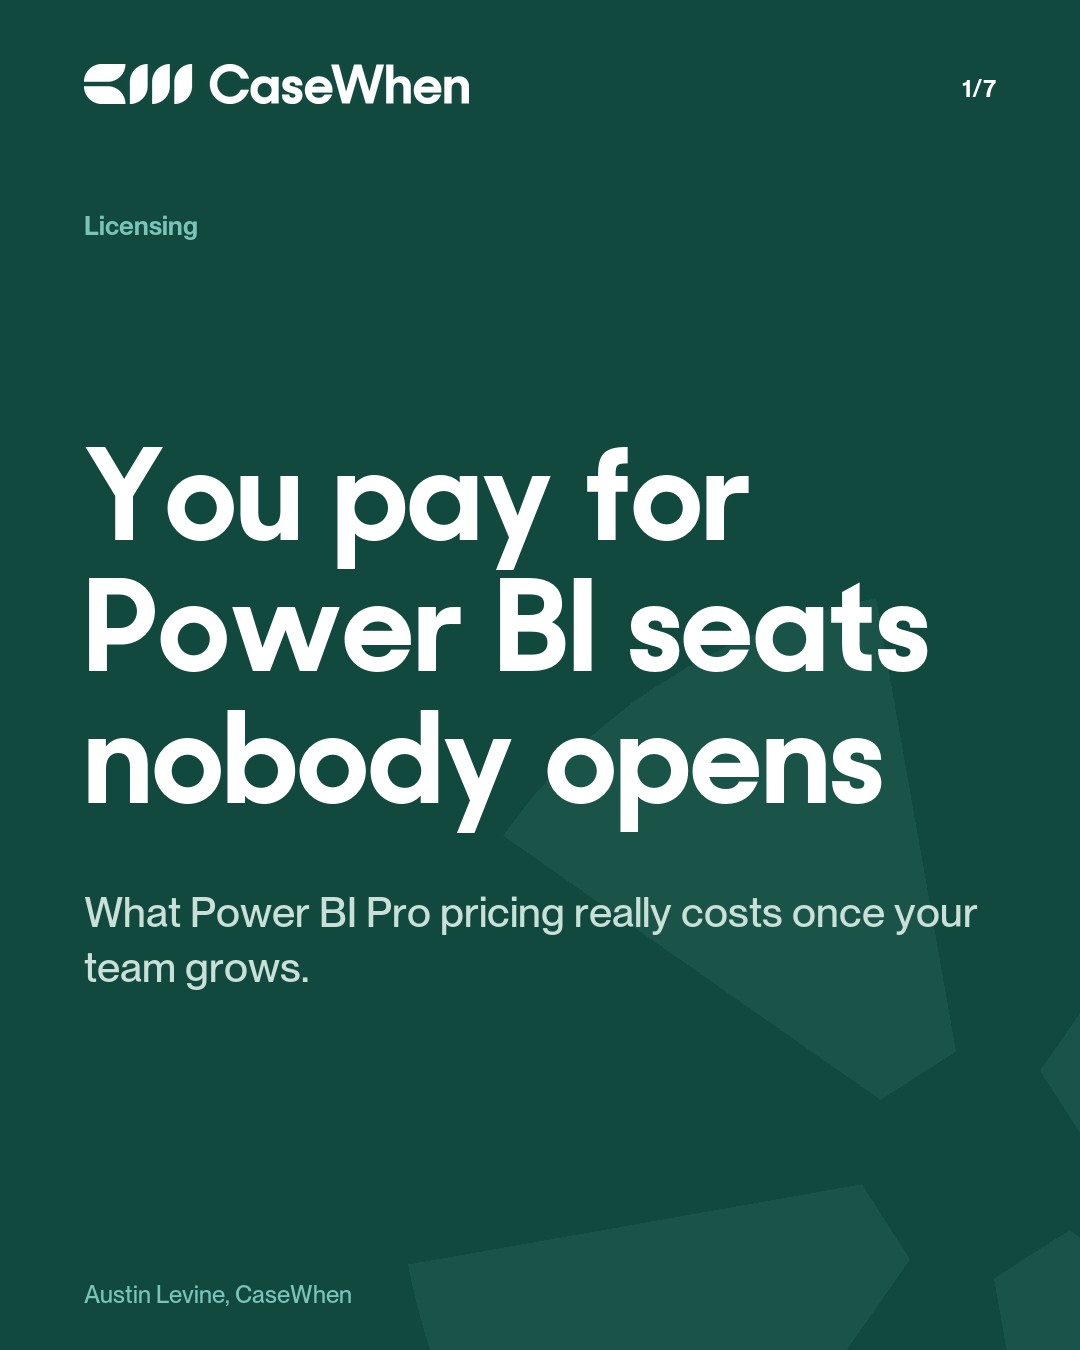 CaseWhen
1/7
Licensing
You pay for
Power BI seats
nobody opens
What Power BI Pro pricing really costs once your
team grows.
Austin Levine, CaseWhen